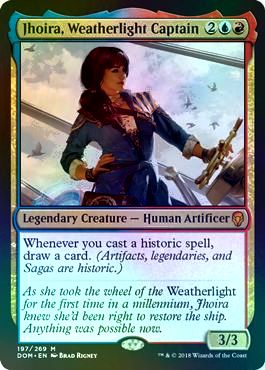 Jhoira, Weatherlight Captain 2
Legendary Creature — Human Artificer
Whenever you cast a historic spell,
draw a card. (Artifacts, legendaries, and
Sagas are historic.)
As she took the wheel of the Weatherlight
for the first time in a millennium, Jhoira
knew she'd been right to restore the ship.
Anything was possible now.
3/3
197/269 M
DOM • EN BRAD RIGNEY
™ & © 2018 Wizards of the Coast